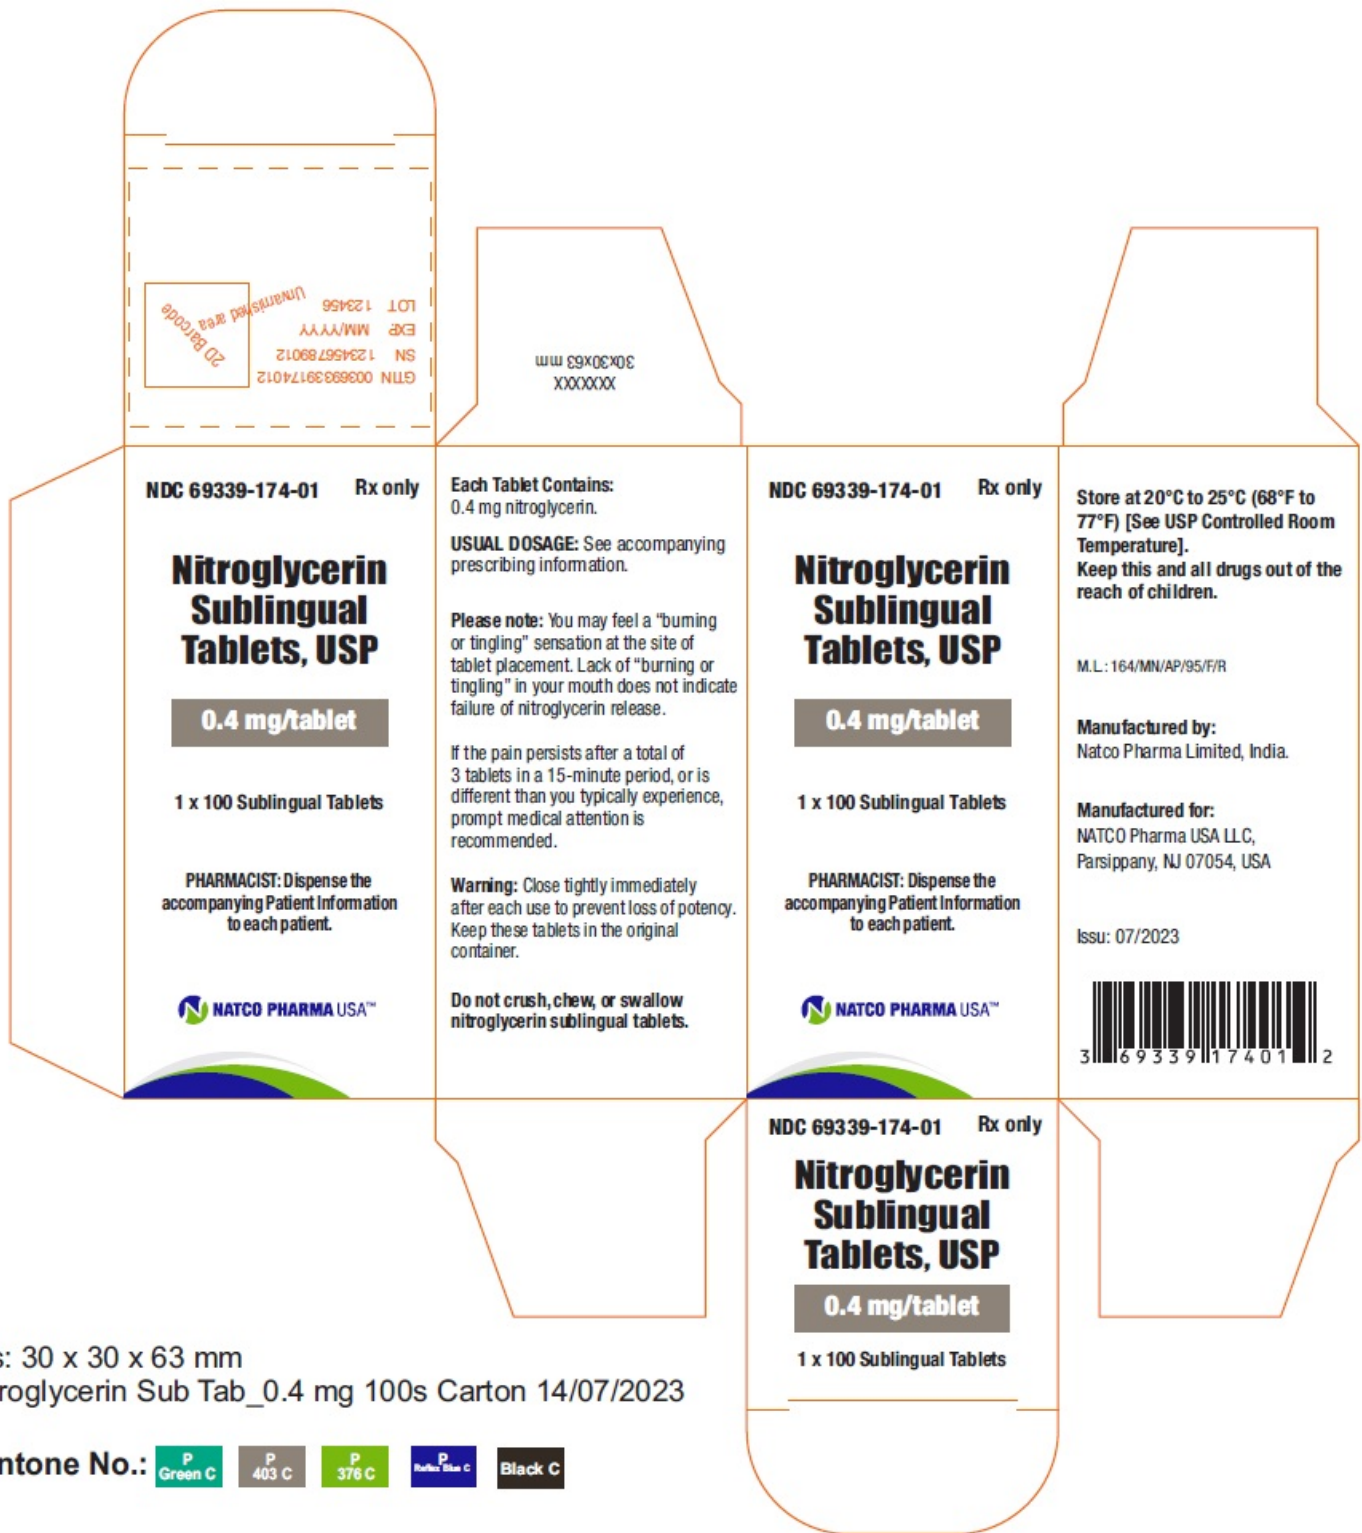 2D Barcode
Unvarnished area
GTIN 00369339174012
SN 123456789012
EXP MM/YYYY
LOT 123456
XXXXXXX
30x30x63 mm
NDC 69339-174-01 Rx only
Nitroglycerin
Sublingual
Tablets, USP
0.4 mg/tablet
1 x 100 Sublingual Tablets
PHARMACIST: Dispense the
accompanying Patient Information
to each patient.
NATCO PHARMA USA™
Each Tablet Contains:
0.4 mg nitroglycerin.
USUAL DOSAGE: See accompanying
prescribing information.
Please note: You may feel a “burning
or tingling” sensation at the site of
tablet placement. Lack of “burning or
tingling” in your mouth does not indicate
failure of nitroglycerin release.
If the pain persists after a total of
3 tablets in a 15-minute period, or is
different than you typically experience,
prompt medical attention is
recommended.
Warning: Close tightly immediately
after each use to prevent loss of potency.
Keep these tablets in the original
container.
Do not crush, chew, or swallow
nitroglycerin sublingual tablets.
NDC 69339-174-01 Rx only
Nitroglycerin
Sublingual
Tablets, USP
0.4 mg/tablet
1 x 100 Sublingual Tablets
PHARMACIST: Dispense the
accompanying Patient Information
to each patient.
NATCO PHARMA USA™
Store at 20°C to 25°C (68°F to
77°F) [See USP Controlled Room
Temperature].
Keep this and all drugs out of the
reach of children.
M.L.: 164/MN/AP/95/F/R
Manufactured by:
Natco Pharma Limited, India.
Manufactured for:
NATCO Pharma USA LLC,
Parsippany, NJ 07054, USA
Issu: 07/2023
3 69339 17401 2
NDC 69339-174-01 Rx only
Nitroglycerin
Sublingual
Tablets, USP
0.4 mg/tablet
1 x 100 Sublingual Tablets
s: 30 x 30 x 63 mm
roglycerin Sub Tab_0.4 mg 100s Carton 14/07/2023
ntone No.:
P
Green C
P
403 C
P
376 C
P
Reflex Blue C
Black C